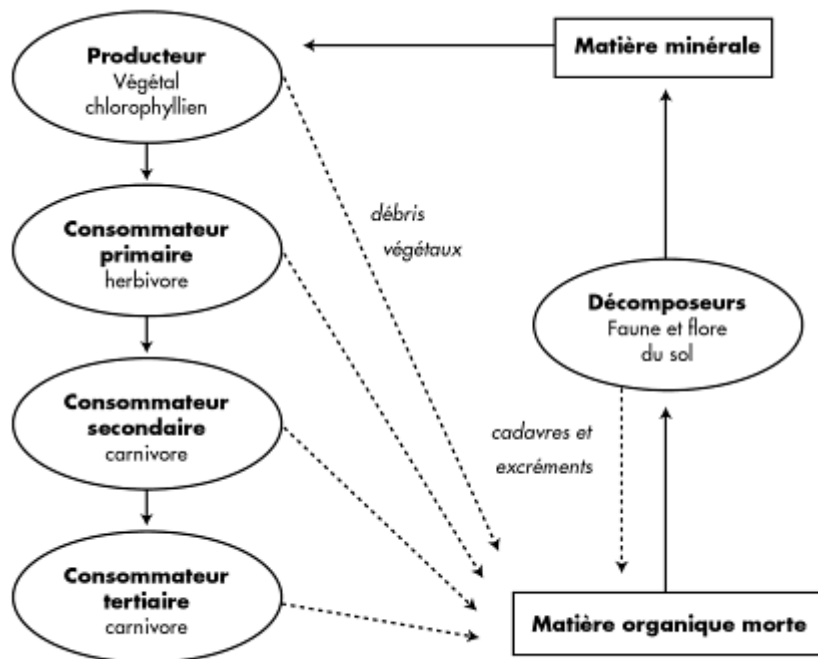 Producteur
Végétal
chlorophyllien
Matière minérale
débris
végétaux
Consommateur
primaire
herbivore
Décomposeurs
Faune et flore
du sol
Consommateur
secondaire
carnivore
cadavres et
excréments
Consommateur
tertiaire
carnivore
Matière organique morte